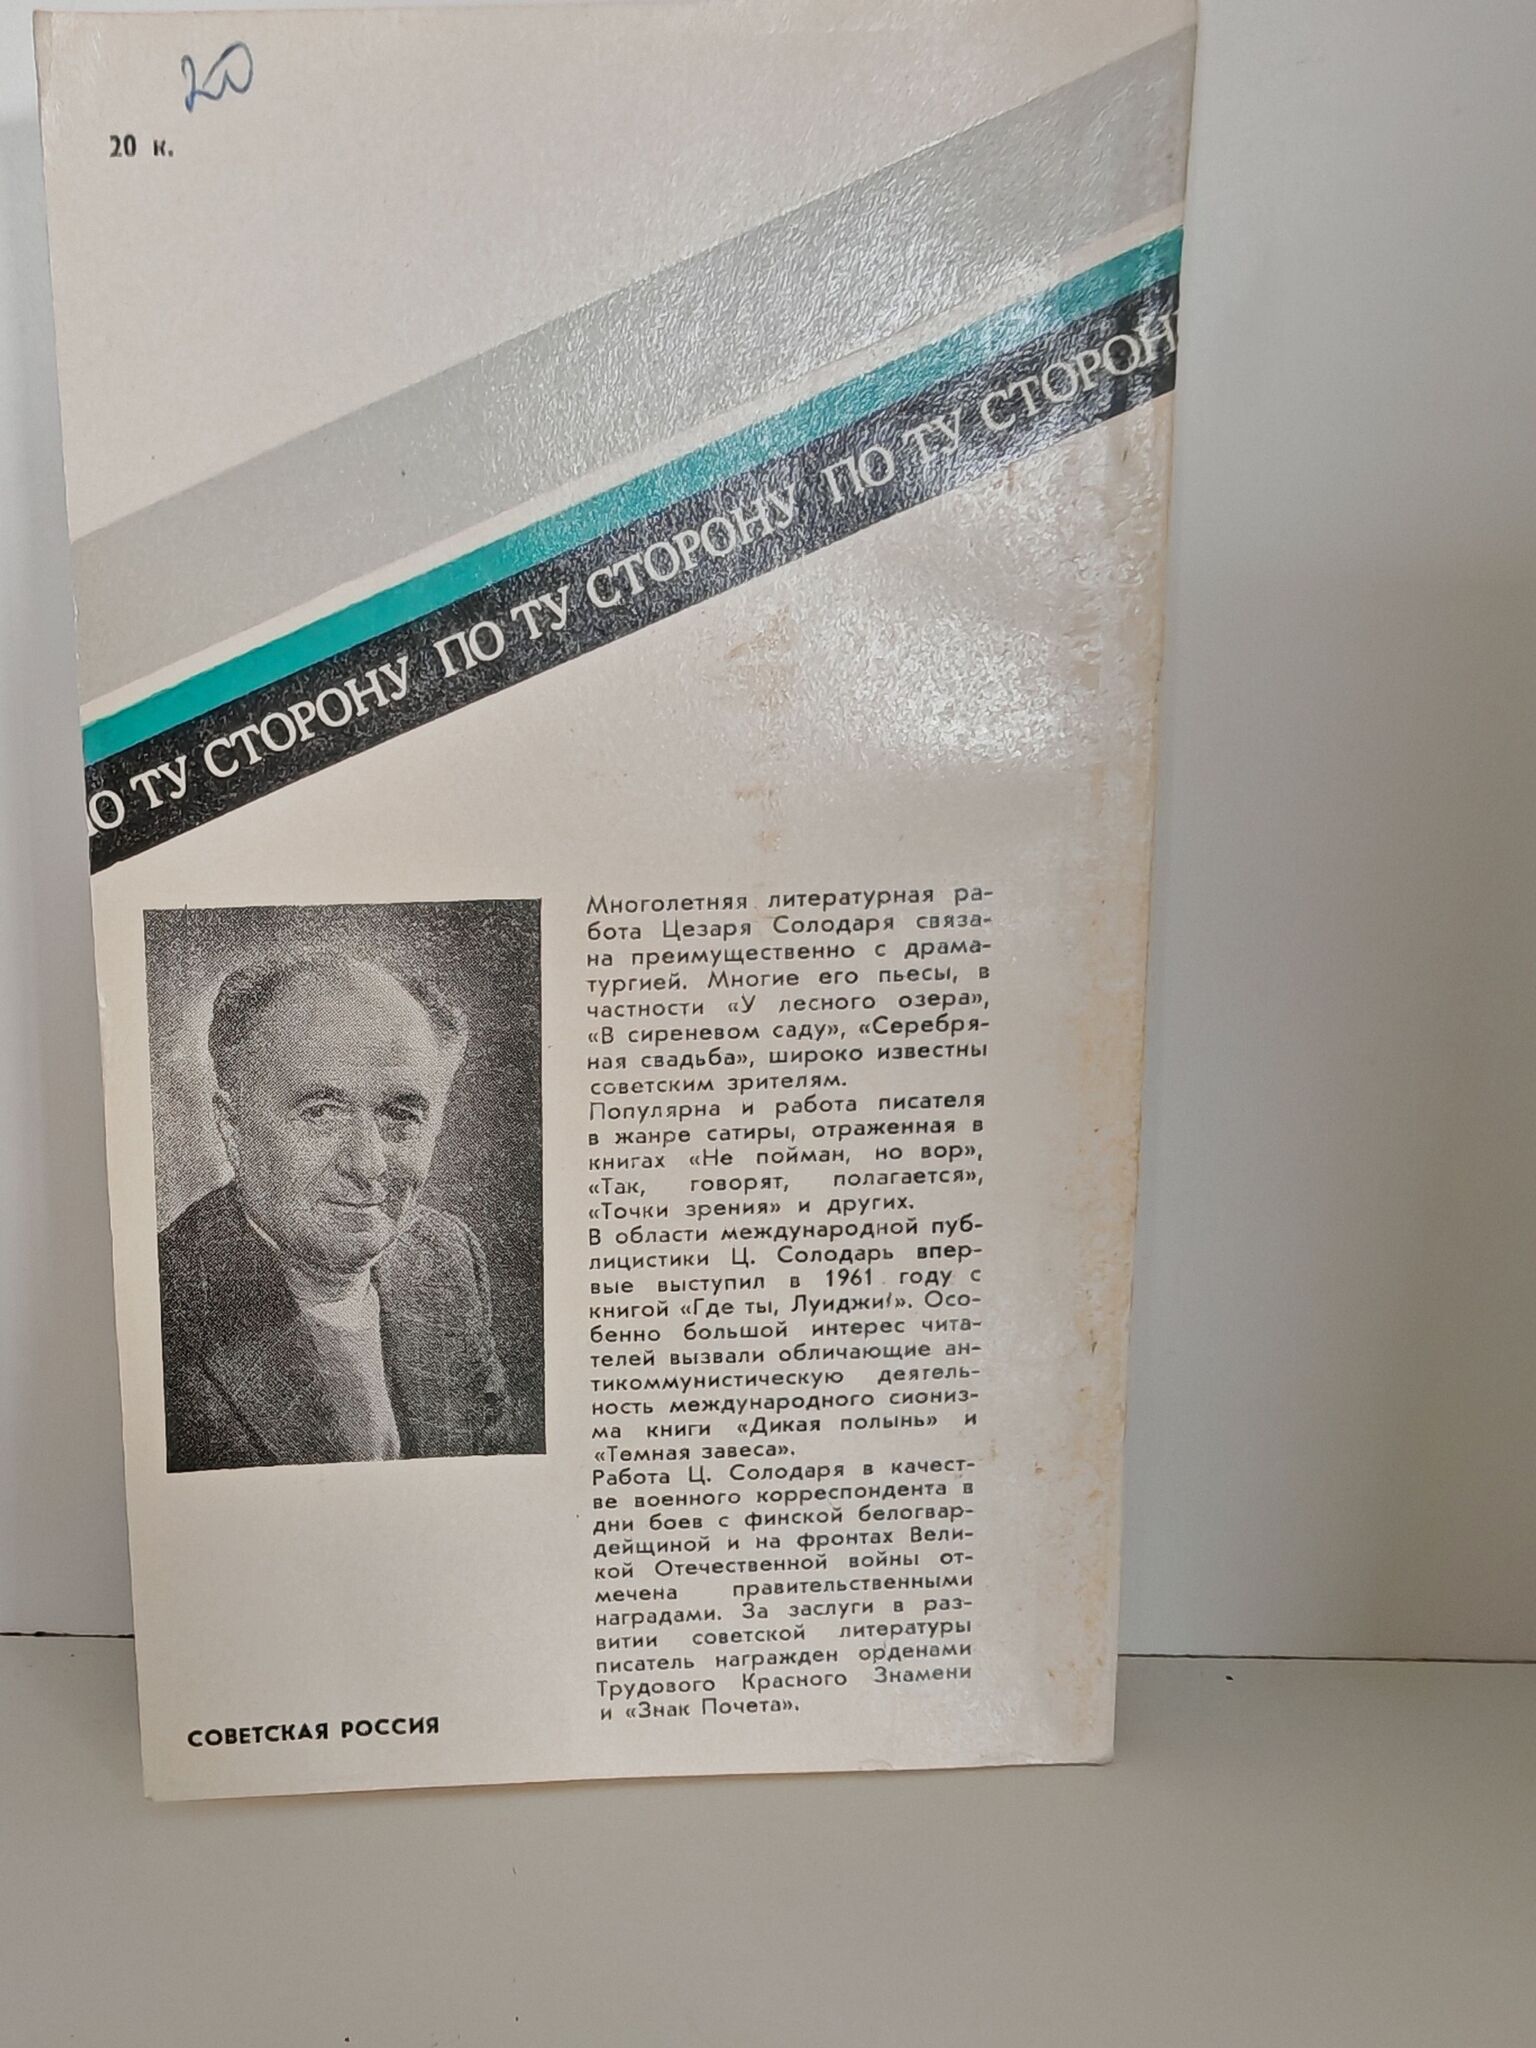 20
20 к.
ПО ТУ СТОРОНУ ПО ТУ СТОРОНУ ПО ТУ СТОРОНУ
Многолетняя литературная ра-
бота Цезаря Солодаря связа-
на преимущественно с драма-
тургией. Многие его пьесы, в
частности «У лесного озера»,
«В сиреневом саду», «Серебря-
ная свадьба», широко известны
советским зрителям.
Популярна и работа писателя
в жанре сатиры, отраженная в
книгах «Не пойман, но вор»,
«Так, говорят, полагается»,
«Точки зрения» и других.
В области международной пуб-
лицистики Ц. Солодарь впер-
вые выступил в 1961 году с
книгой «Где ты, Луиджи!». Осо-
бенно большой интерес чита-
телей вызвали обличающие ан-
тикоммунистическую деятель-
ность международного сиониз-
ма книги «Дикая полынь» и
«Темная завеса».
Работа Ц. Солодаря в качест-
ве военного корреспондента в
дни боев с финской белогвар-
дейщиной и на фронтах Вели-
кой Отечественной войны от-
мечена правительственными
наградами. За заслуги в раз-
витии советской литературы
писатель награжден орденами
Трудового Красного Знамени
и «Знак Почета».
СОВЕТСКАЯ РОССИЯ